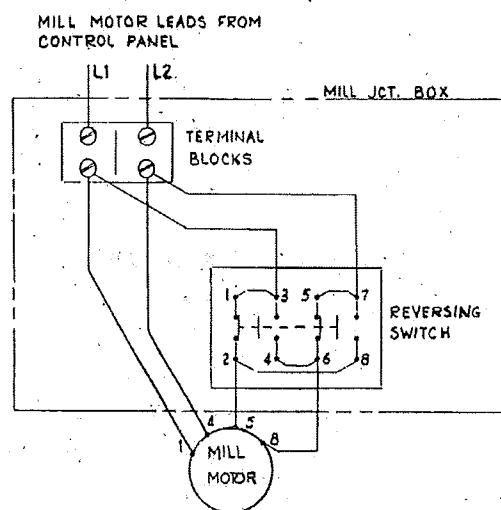 MILL MOTOR LEADS FROM
CONTROL PANEL
L1 L2
MILL JCT. BOX
TERMINAL
BLOCKS
1 3 5 7
REVERSING
SWITCH
2 4 6 8
1 4 5 8
MILL
MOTOR